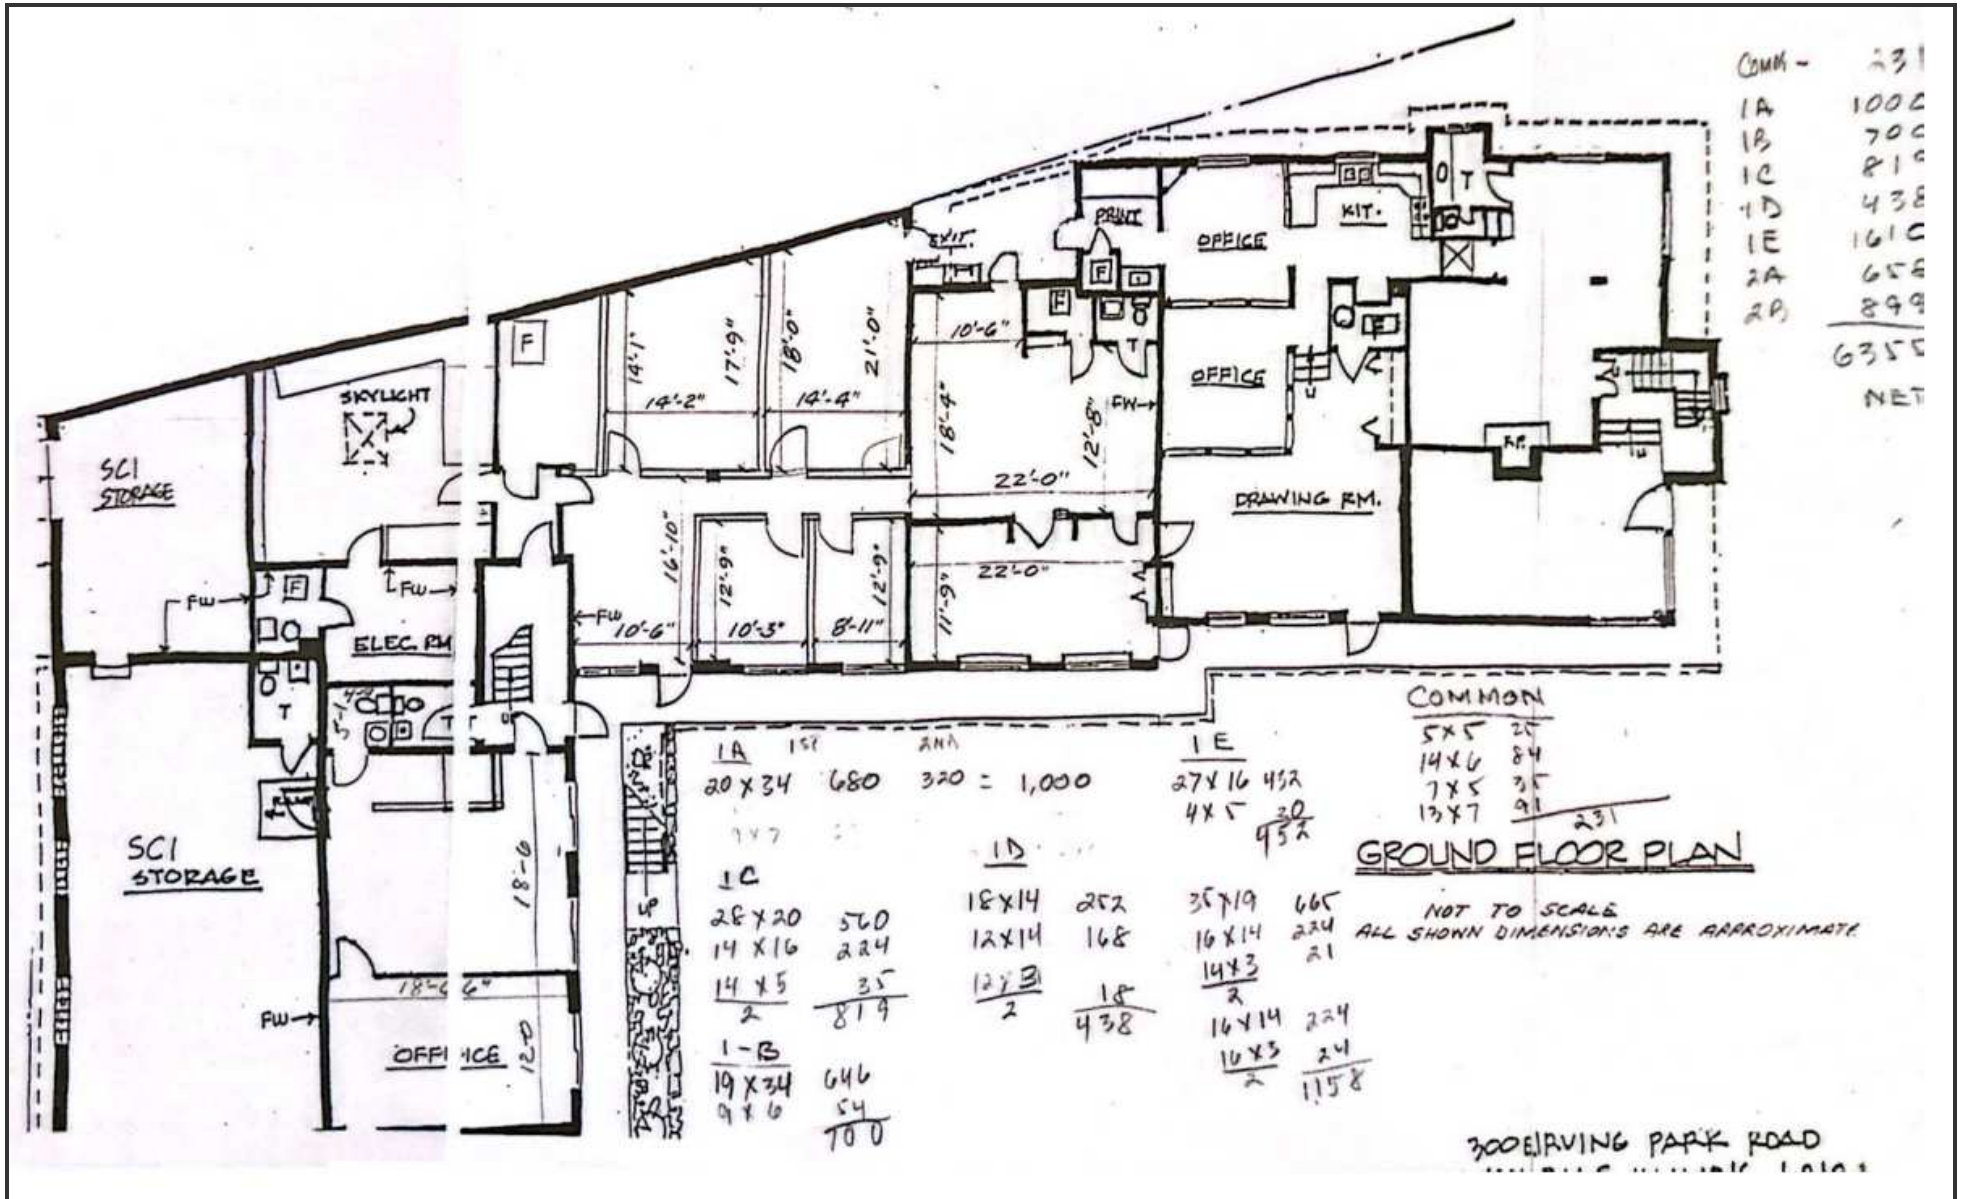 COMM - 231
1A 1000
1B 700
1C 819
1D 438
1E 1610
2A 658
2B 899
6355
NET
EXIT.
PRINT
F
OFFICE
KIT.
T
F
SKYLIGHT
14'-1"
17'-9"
18'-0"
21'-0"
14'-2"
14'-4"
10'-6"
F
T
18'-4"
12'-8"
FW
22'-0"
OFFICE
F
U
F.P.
SCI
STORAGE
DRAWING RM.
FW
F
FW
ELEC. RM
FW
16'-10"
10'-6"
12'-9"
10'-3"
12'-9"
8'-11"
22'-0"
11'-9"
T
T
SCI
STORAGE
18'-6
18'-6"
OFFICE
12'-0
FW
UP
1A 1ST 2ND
20 X 34 680 320 = 1,000
1C
28 X 20 560
14 X 16 224
14 X 5 35
2 819
1-B
19 X 34 646
9 X 6 54
700
1D
18 X 14 252
12 X 14 168
12 X 3 18
2 438
1E
27 X 16 432
4 X 5 20
452
35 X 19 665
16 X 14 224
14 X 3 21
2
16 X 14 224
16 X 3 24
2 1158
COMMON
5 X 5 25
14 X 6 84
7 X 5 35
13 X 7 91
231
GROUND FLOOR PLAN
NOT TO SCALE
ALL SHOWN DIMENSIONS ARE APPROXIMATE
300 E IRVING PARK ROAD